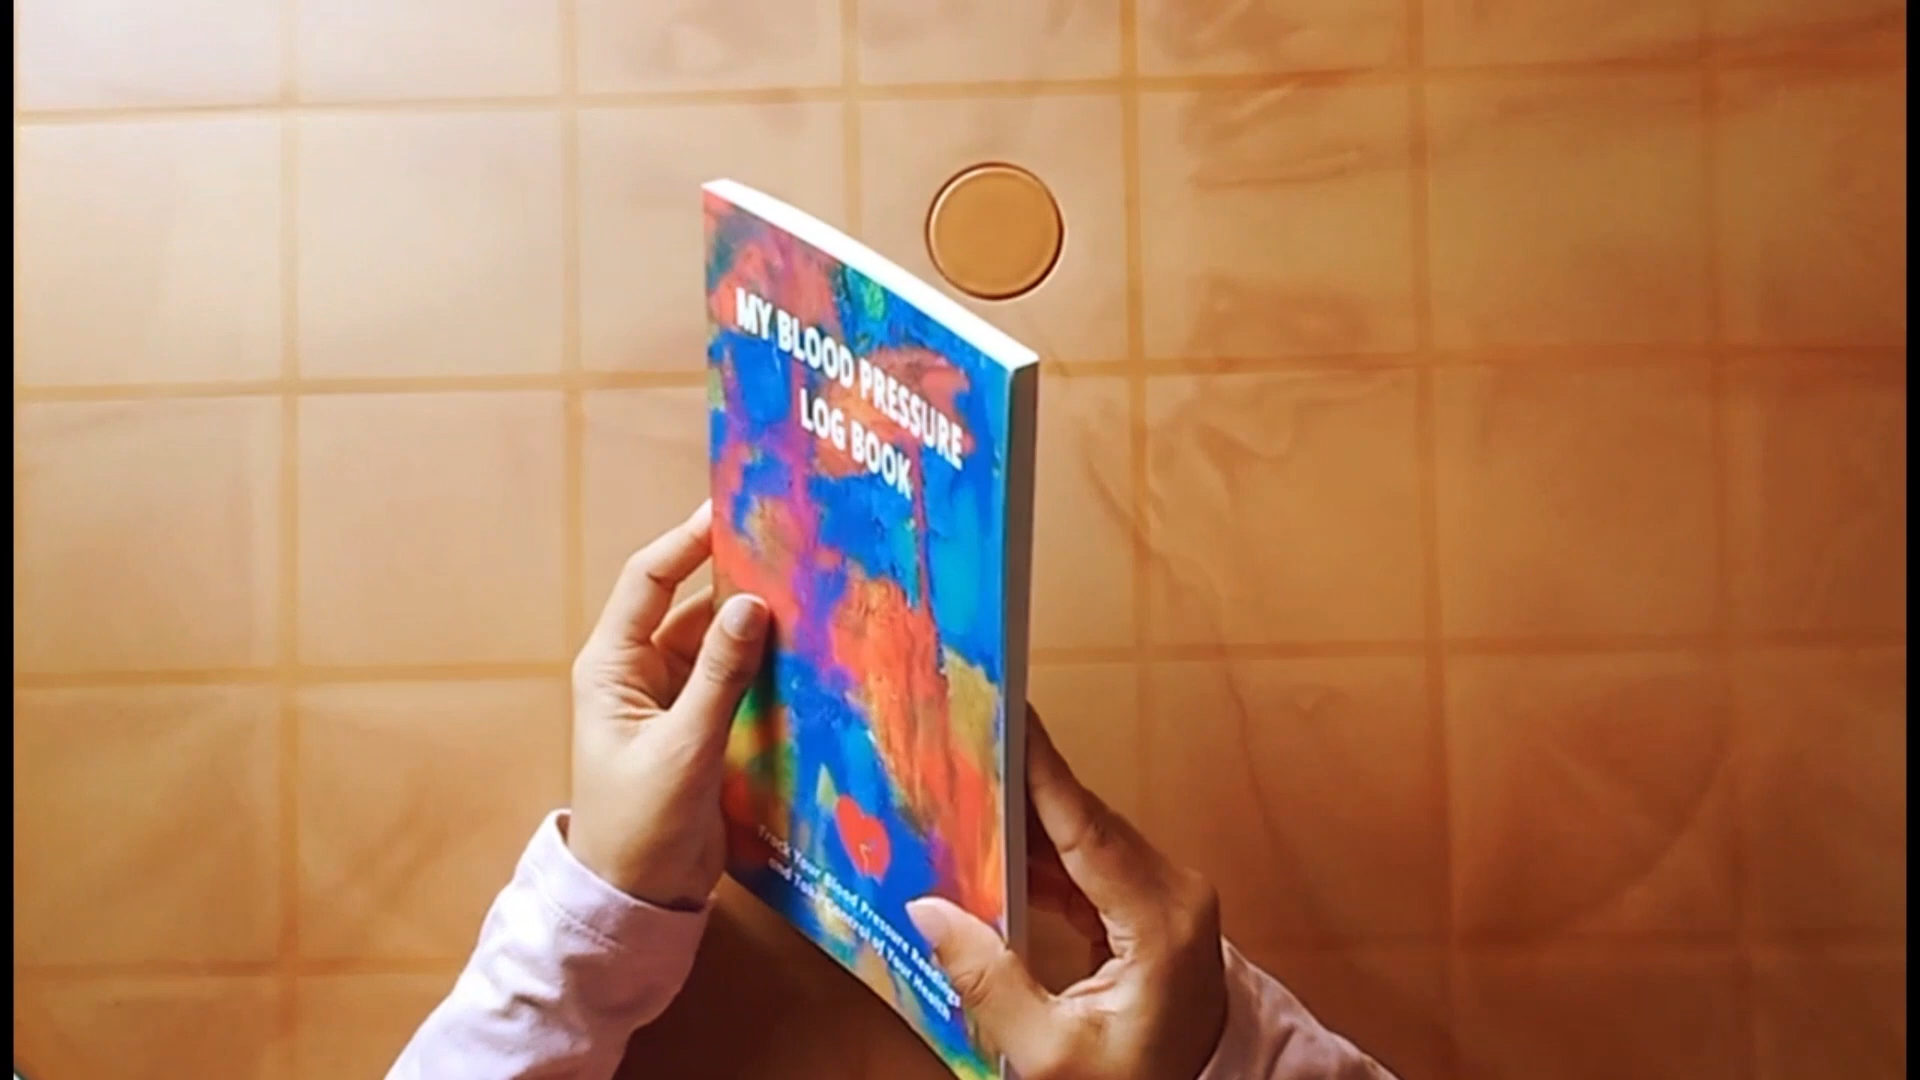 MY BLOOD PRESSURE
LOG BOOK
Track Your Blood Pressure Readings
and Take Control of Your Health